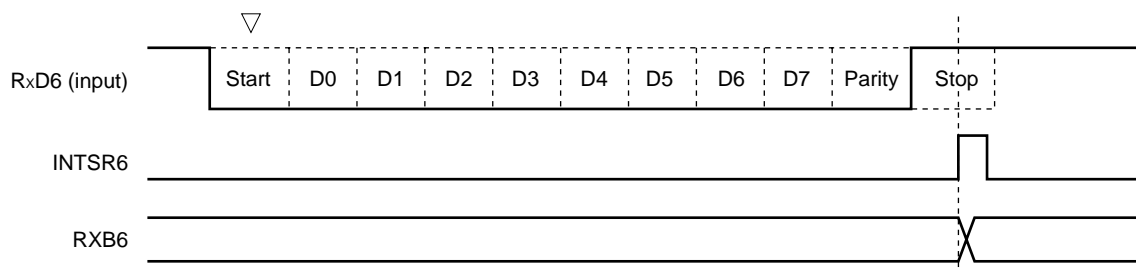 RxD6 (input)
Start D0 D1 D2 D3 D4 D5 D6 D7 Parity Stop
INTSR6
RXB6